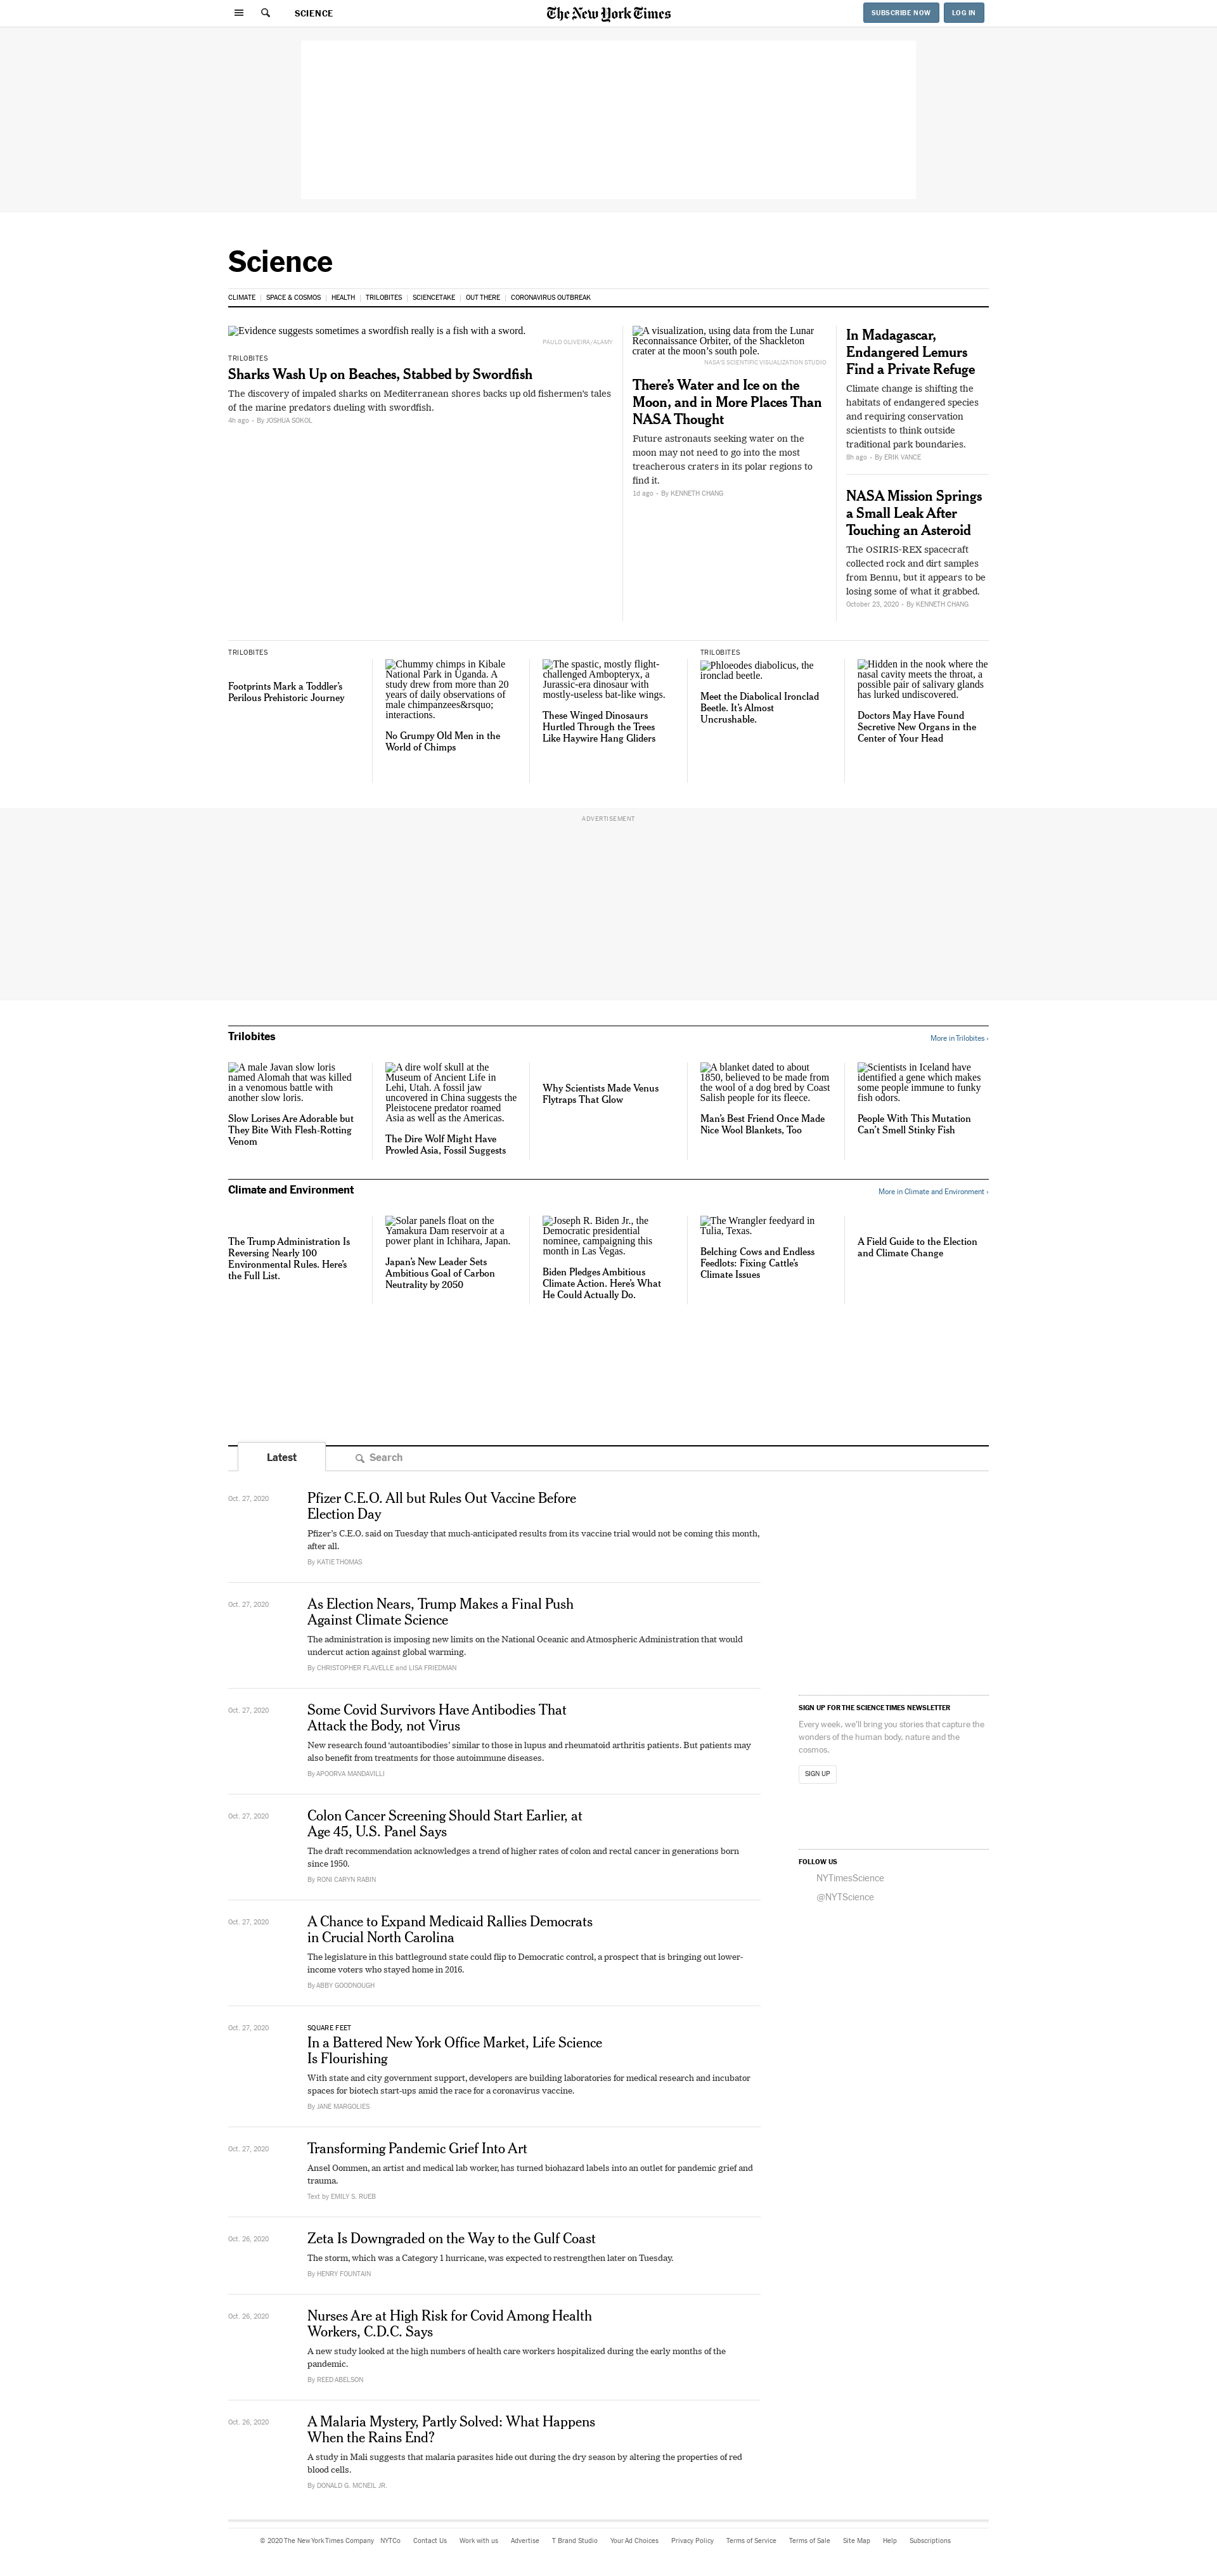 SCIENCE
The New York Times
SUBSCRIBE NOW
LOG IN
Science
CLIMATE
SPACE & COSMOS
HEALTH
TRILOBITES
SCIENCETAKE
OUT THERE
CORONAVIRUS OUTBREAK
Evidence suggests sometimes a swordfish really is a fish with a sword.
PAULO OLIVEIRA/ALAMY
TRILOBITES
Sharks Wash Up on Beaches, Stabbed by Swordfish
The discovery of impaled sharks on Mediterranean shores backs up old fishermen's tales
of the marine predators dueling with swordfish.
4h ago • By JOSHUA SOKOL
A visualization, using data from the Lunar
Reconnaissance Orbiter, of the Shackleton
crater at the moon's south pole.
NASA'S SCIENTIFIC VISUALIZATION STUDIO
There's Water and Ice on the
Moon, and in More Places Than
NASA Thought
Future astronauts seeking water on the
moon may not need to go into the most
treacherous craters in its polar regions to
find it.
1d ago • By KENNETH CHANG
In Madagascar,
Endangered Lemurs
Find a Private Refuge
Climate change is shifting the
habitats of endangered species
and requiring conservation
scientists to think outside
traditional park boundaries.
8h ago • By ERIK VANCE
NASA Mission Springs
a Small Leak After
Touching an Asteroid
The OSIRIS-REX spacecraft
collected rock and dirt samples
from Bennu, but it appears to be
losing some of what it grabbed.
October 23, 2020 • By KENNETH CHANG
TRILOBITES
Footprints Mark a Toddler's
Perilous Prehistoric Journey
Chummy chimps in Kibale
National Park in Uganda. A
study drew from more than 20
years of daily observations of
male chimpanzees&rsquo;
interactions.
No Grumpy Old Men in the
World of Chimps
The spastic, mostly flight-
challenged Ambopteryx, a
Jurassic-era dinosaur with
mostly-useless bat-like wings.
These Winged Dinosaurs
Hurtled Through the Trees
Like Haywire Hang Gliders
TRILOBITES
Phloeodes diabolicus, the
ironclad beetle.
Meet the Diabolical Ironclad
Beetle. It's Almost
Uncrushable.
Hidden in the nook where the
nasal cavity meets the throat, a
possible pair of salivary glands
has lurked undiscovered.
Doctors May Have Found
Secretive New Organs in the
Center of Your Head
ADVERTISEMENT
Trilobites
More in Trilobites ›
A male Javan slow loris
named Alomah that was killed
in a venomous battle with
another slow loris.
Slow Lorises Are Adorable but
They Bite With Flesh-Rotting
Venom
A dire wolf skull at the
Museum of Ancient Life in
Lehi, Utah. A fossil jaw
uncovered in China suggests the
Pleistocene predator roamed
Asia as well as the Americas.
The Dire Wolf Might Have
Prowled Asia, Fossil Suggests
Why Scientists Made Venus
Flytraps That Glow
A blanket dated to about
1850, believed to be made from
the wool of a dog bred by Coast
Salish people for its fleece.
Man's Best Friend Once Made
Nice Wool Blankets, Too
Scientists in Iceland have
identified a gene which makes
some people immune to funky
fish odors.
People With This Mutation
Can't Smell Stinky Fish
Climate and Environment
More in Climate and Environment ›
The Trump Administration Is
Reversing Nearly 100
Environmental Rules. Here's
the Full List.
Solar panels float on the
Yamakura Dam reservoir at a
power plant in Ichihara, Japan.
Japan's New Leader Sets
Ambitious Goal of Carbon
Neutrality by 2050
Joseph R. Biden Jr., the
Democratic presidential
nominee, campaigning this
month in Las Vegas.
Biden Pledges Ambitious
Climate Action. Here's What
He Could Actually Do.
The Wrangler feedyard in
Tulia, Texas.
Belching Cows and Endless
Feedlots: Fixing Cattle's
Climate Issues
A Field Guide to the Election
and Climate Change
Latest
Search
Oct. 27, 2020
Pfizer C.E.O. All but Rules Out Vaccine Before
Election Day
Pfizer's C.E.O. said on Tuesday that much-anticipated results from its vaccine trial would not be coming this month,
after all.
By KATIE THOMAS
Oct. 27, 2020
As Election Nears, Trump Makes a Final Push
Against Climate Science
The administration is imposing new limits on the National Oceanic and Atmospheric Administration that would
undercut action against global warming.
By CHRISTOPHER FLAVELLE and LISA FRIEDMAN
Oct. 27, 2020
Some Covid Survivors Have Antibodies That
Attack the Body, not Virus
New research found 'autoantibodies' similar to those in lupus and rheumatoid arthritis patients. But patients may
also benefit from treatments for those autoimmune diseases.
By APOORVA MANDAVILLI
Oct. 27, 2020
Colon Cancer Screening Should Start Earlier, at
Age 45, U.S. Panel Says
The draft recommendation acknowledges a trend of higher rates of colon and rectal cancer in generations born
since 1950.
By RONI CARYN RABIN
Oct. 27, 2020
A Chance to Expand Medicaid Rallies Democrats
in Crucial North Carolina
The legislature in this battleground state could flip to Democratic control, a prospect that is bringing out lower-
income voters who stayed home in 2016.
By ABBY GOODNOUGH
Oct. 27, 2020
SQUARE FEET
In a Battered New York Office Market, Life Science
Is Flourishing
With state and city government support, developers are building laboratories for medical research and incubator
spaces for biotech start-ups amid the race for a coronavirus vaccine.
By JANE MARGOLIES
Oct. 27, 2020
Transforming Pandemic Grief Into Art
Ansel Oommen, an artist and medical lab worker, has turned biohazard labels into an outlet for pandemic grief and
trauma.
Text by EMILY S. RUEB
Oct. 26, 2020
Zeta Is Downgraded on the Way to the Gulf Coast
The storm, which was a Category 1 hurricane, was expected to restrengthen later on Tuesday.
By HENRY FOUNTAIN
Oct. 26, 2020
Nurses Are at High Risk for Covid Among Health
Workers, C.D.C. Says
A new study looked at the high numbers of health care workers hospitalized during the early months of the
pandemic.
By REED ABELSON
Oct. 26, 2020
A Malaria Mystery, Partly Solved: What Happens
When the Rains End?
A study in Mali suggests that malaria parasites hide out during the dry season by altering the properties of red
blood cells.
By DONALD G. MCNEIL JR.
SIGN UP FOR THE SCIENCE TIMES NEWSLETTER
Every week, we'll bring you stories that capture the
wonders of the human body, nature and the
cosmos.
SIGN UP
FOLLOW US
NYTimesScience
@NYTScience
© 2020 The New York Times Company
NYTCo
Contact Us
Work with us
Advertise
T Brand Studio
Your Ad Choices
Privacy Policy
Terms of Service
Terms of Sale
Site Map
Help
Subscriptions